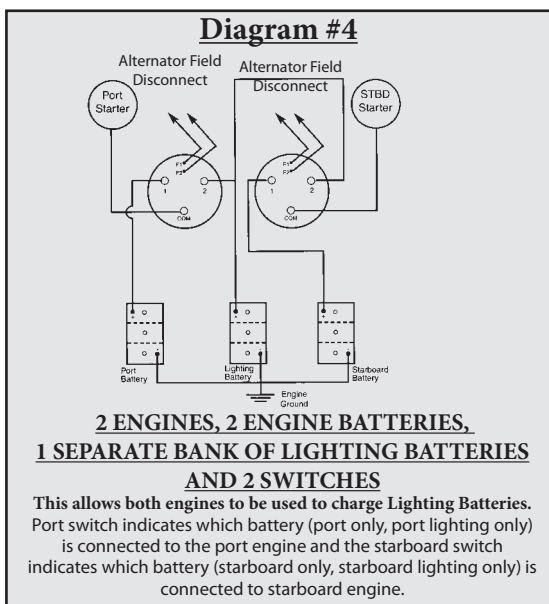 Diagram #4
Alternator Field
Disconnect
Alternator Field
Disconnect
Port
Starter
STBD
Starter
F1
F2
1
2
COM
F1
F2
1
2
COM
+
-
+
-
+
-
Port
Battery
Lighting
Battery
Starboard
Battery
Engine
Ground
2 ENGINES, 2 ENGINE BATTERIES,
1 SEPARATE BANK OF LIGHTING BATTERIES
AND 2 SWITCHES
This allows both engines to be used to charge Lighting Batteries.
Port switch indicates which battery (port only, port lighting only)
is connected to the port engine and the starboard switch
indicates which battery (starboard only, starboard lighting only) is
connected to starboard engine.